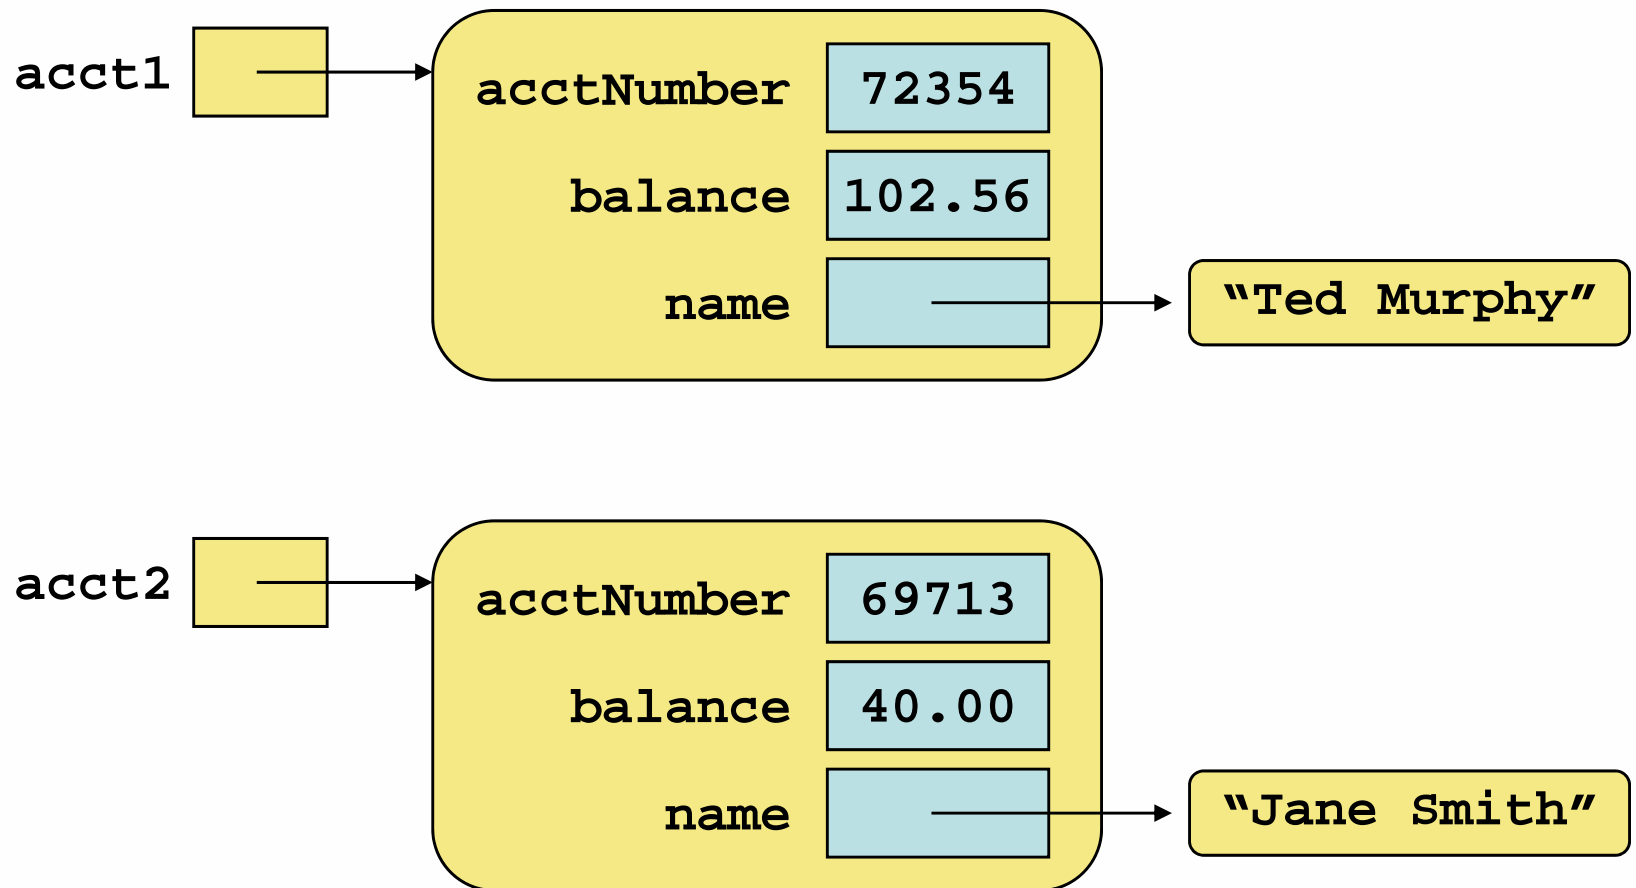 acct1
acctNumber 72354
balance 102.56
name “Ted Murphy”
acct2
acctNumber 69713
balance 40.00
name “Jane Smith”